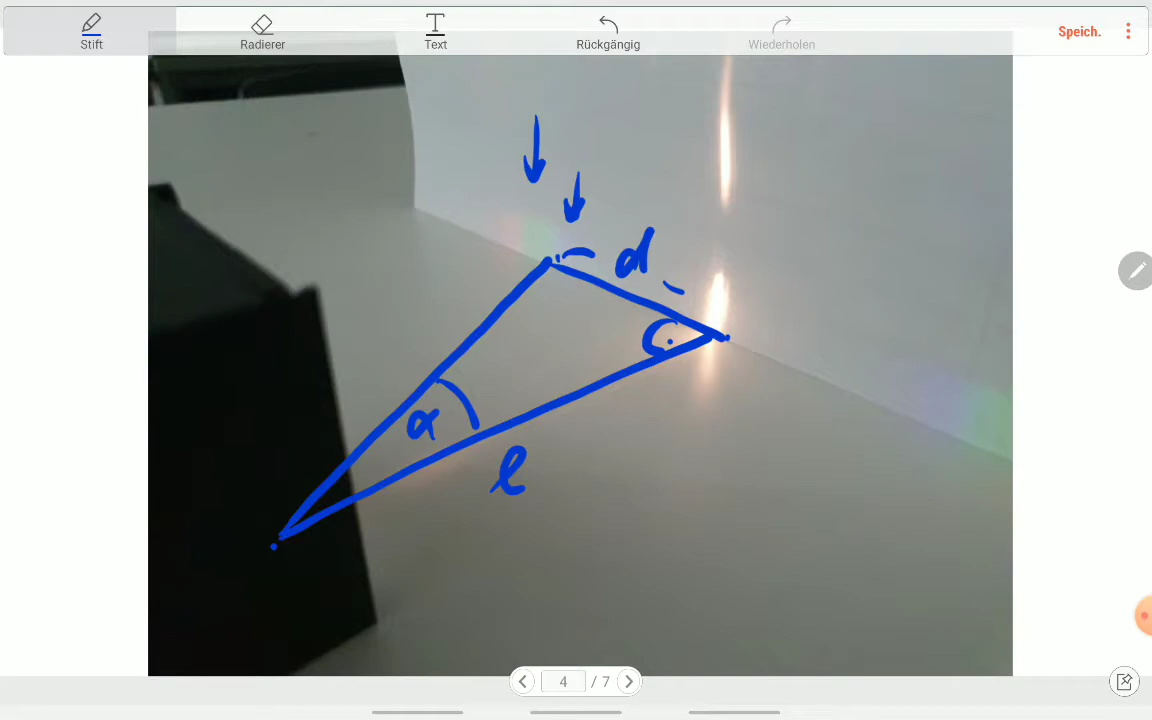 Stift Radierer Text Rückgängig Wiederholen Speich.
d
α
l
4 / 7